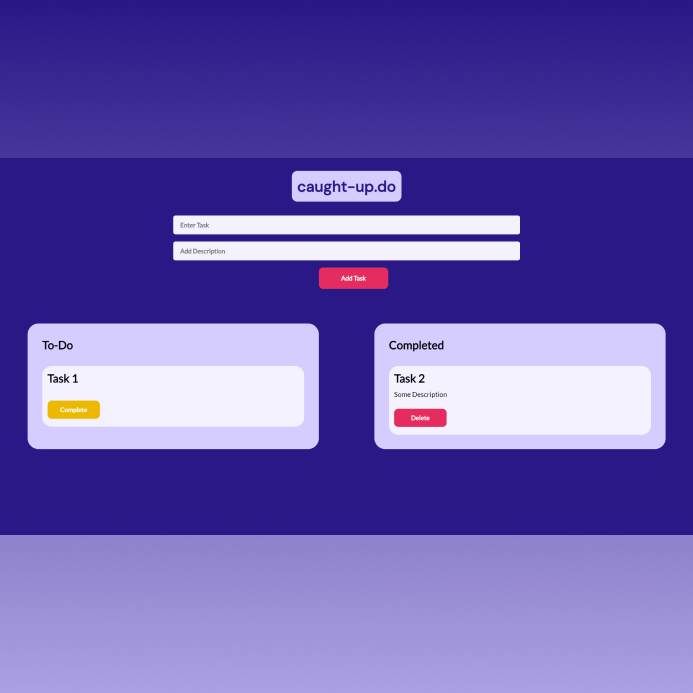 caught-up.do
Enter Task
Add Description
Add Task
To-Do
Task 1
Complete
Completed
Task 2
Some Description
Delete